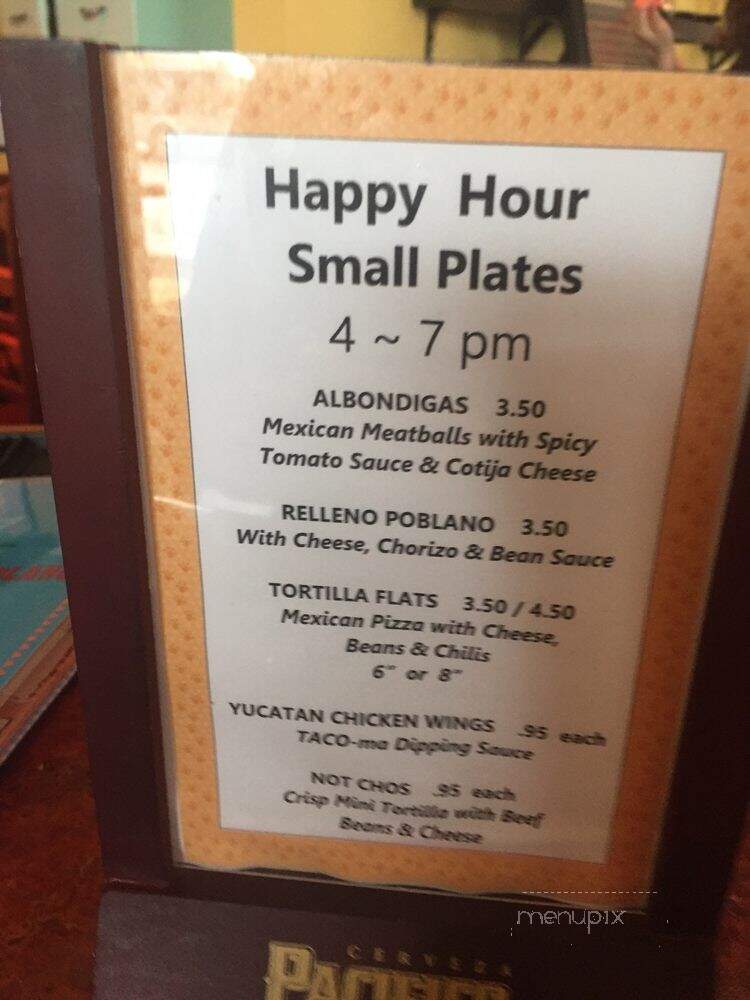 Happy Hour
Small Plates
4 ~ 7 pm
ALBONDIGAS 3.50
Mexican Meatballs with Spicy
Tomato Sauce & Cotija Cheese
RELLENO POBLANO 3.50
With Cheese, Chorizo & Bean Sauce
TORTILLA FLATS 3.50 / 4.50
Mexican Pizza with Cheese,
Beans & Chilis
6" or 8"
YUCATAN CHICKEN WINGS .95 each
TACO-ma Dipping Sauce
NOT CHOS .95 each
Crisp Mini Tortilla with Beef
Beans & Cheese
menupix
CERVEZA
PACIFICO